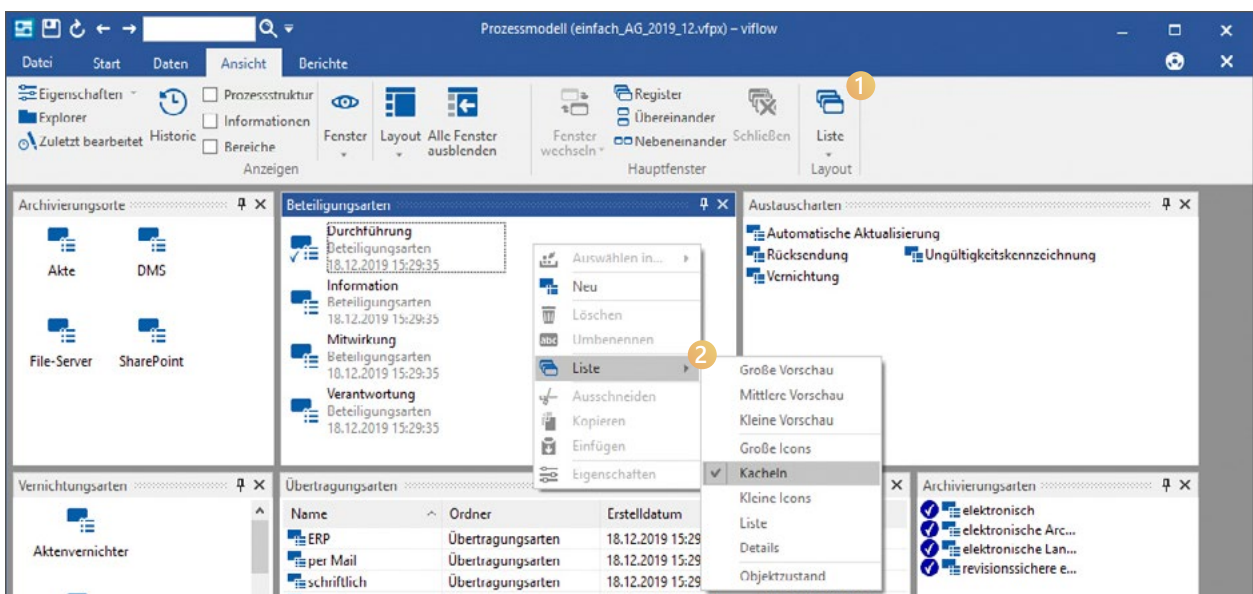 Prozessmodell (einfach_AG_2019_12.vfpx) – viflow
Datei Start Daten Ansicht Berichte
1
Eigenschaften
Explorer
Zuletzt bearbeitet
Historie
Prozessstruktur
Informationen
Bereiche
Anzeigen
Fenster
Layout
Alle Fenster
ausblenden
Fenster
wechseln
Register
Übereinander
Nebeneinander
Schließen
Hauptfenster
Liste
Layout
Archivierungsorte
Akte DMS
File-Server SharePoint
Beteiligungsarten
Durchführung
Beteiligungsarten
18.12.2019 15:29:35
Information
Beteiligungsarten
18.12.2019 15:29:35
Mitwirkung
Beteiligungsarten
18.12.2019 15:29:35
Verantwortung
Beteiligungsarten
18.12.2019 15:29:35
Austauscharten
Automatische Aktualisierung
Rücksendung Ungültigkeitskennzeichnung
Vernichtung
Auswählen in...
Neu
Löschen
abc Umbenennen
2
Liste
Ausschneiden
Kopieren
Einfügen
Eigenschaften
Große Vorschau
Mittlere Vorschau
Kleine Vorschau
Große Icons
Kacheln
Kleine Icons
Liste
Details
Objektzustand
Vernichtungsarten
Aktenvernichter
Übertragungsarten
Name Ordner Erstelldatum
ERP Übertragungsarten 18.12.2019 15:29
per Mail Übertragungsarten 18.12.2019 15:29
schriftlich Übertragungsarten 18.12.2019 15:29
Archivierungsarten
elektronisch
elektronische Arc...
elektronische Lan...
revisionssichere e...